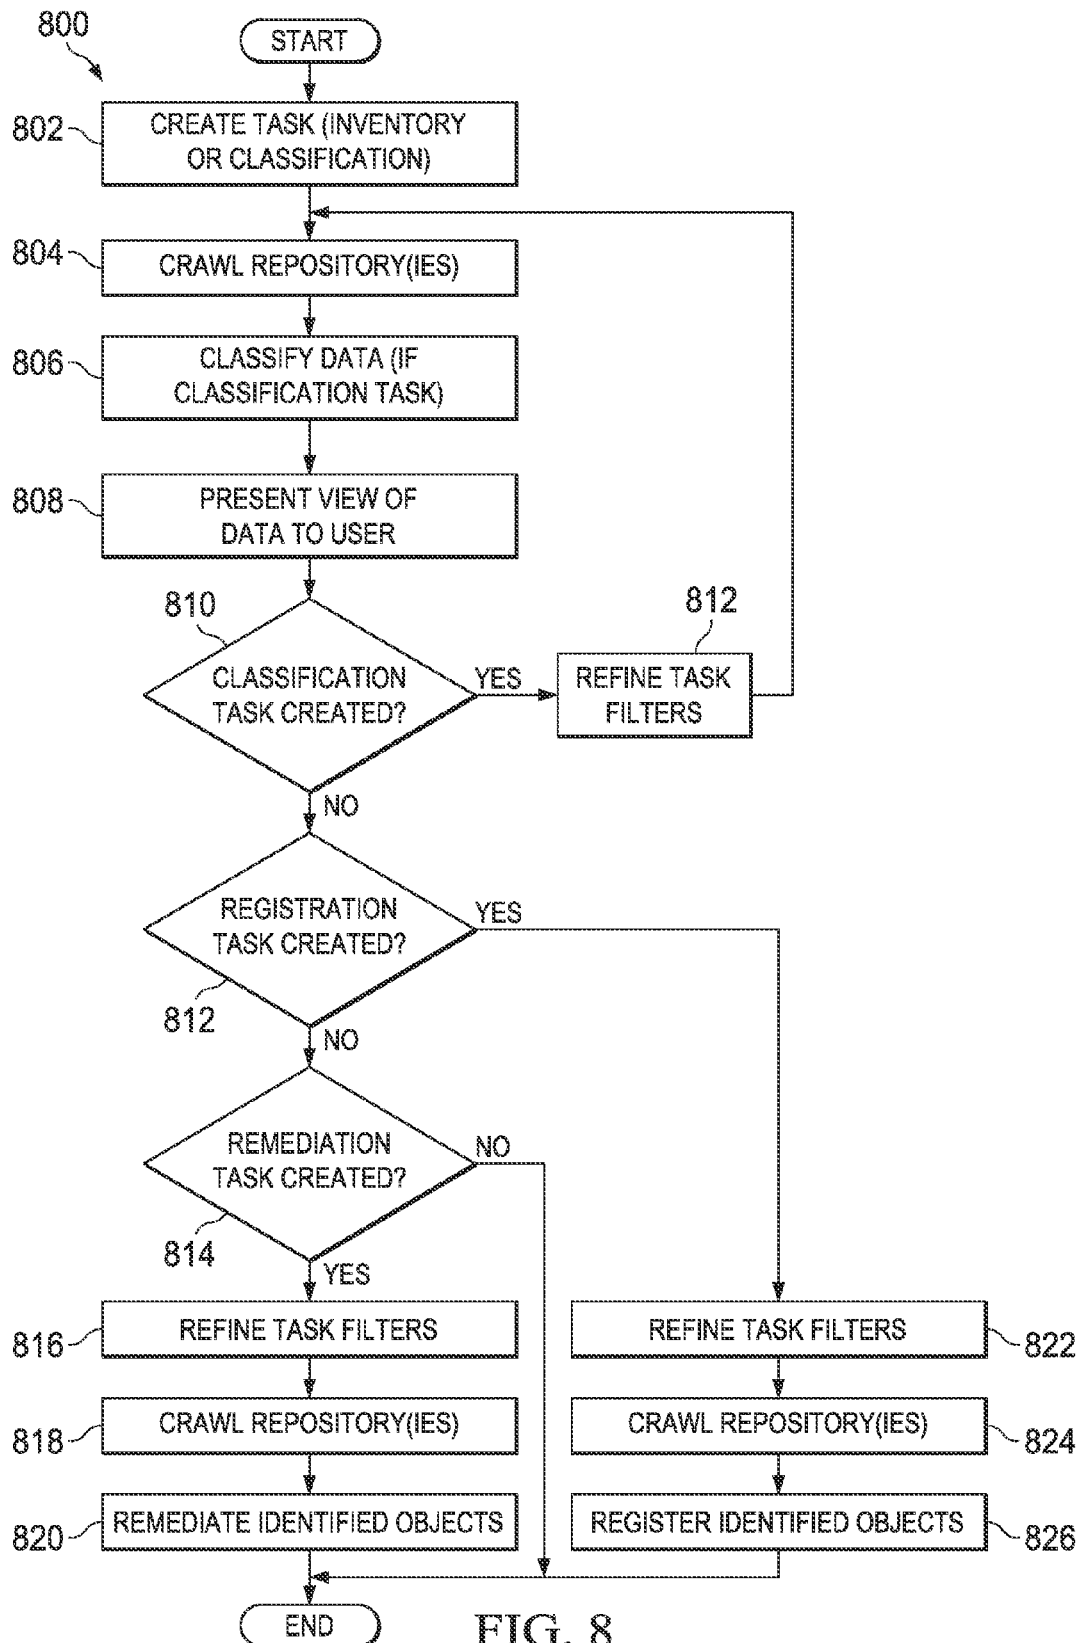 800
START
802
CREATE TASK (INVENTORY
OR CLASSIFICATION)
804
CRAWL REPOSITORY(IES)
806
CLASSIFY DATA (IF
CLASSIFICATION TASK)
808
PRESENT VIEW OF
DATA TO USER
810
CLASSIFICATION
TASK CREATED?
YES
812
REFINE TASK
FILTERS
NO
REGISTRATION
TASK CREATED?
YES
812
NO
REMEDIATION
TASK CREATED?
NO
814
YES
816
REFINE TASK FILTERS
REFINE TASK FILTERS
822
818
CRAWL REPOSITORY(IES)
CRAWL REPOSITORY(IES)
824
820
REMEDIATE IDENTIFIED OBJECTS
REGISTER IDENTIFIED OBJECTS
826
END
FIG. 8